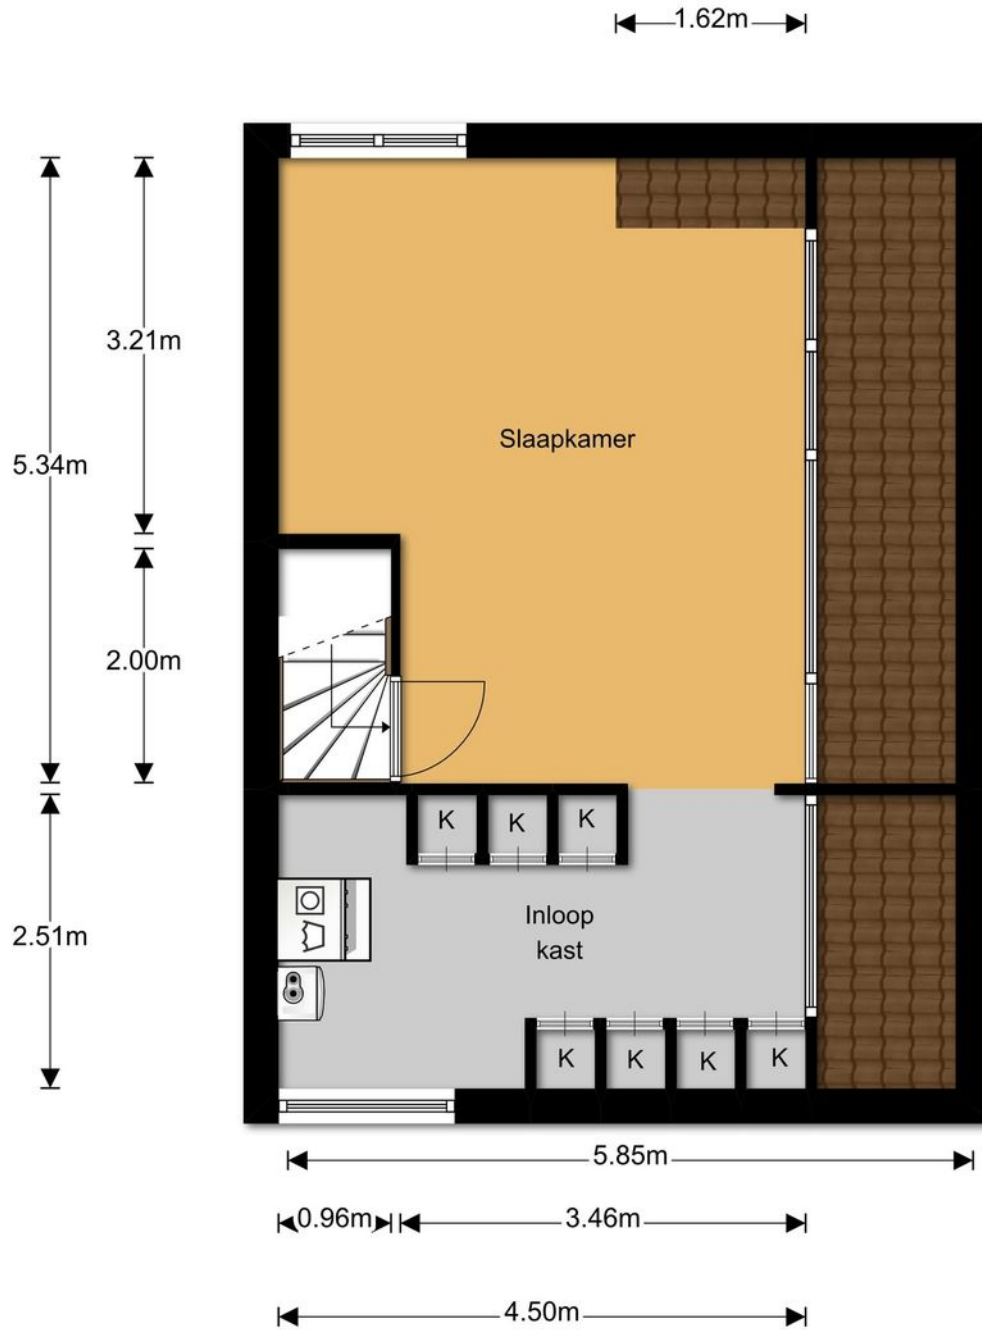 1.62m
3.21m
Slaapkamer
5.34m
2.00m
K K K
Inloop
kast
2.51m
K K K K
5.85m
0.96m 3.46m
4.50m